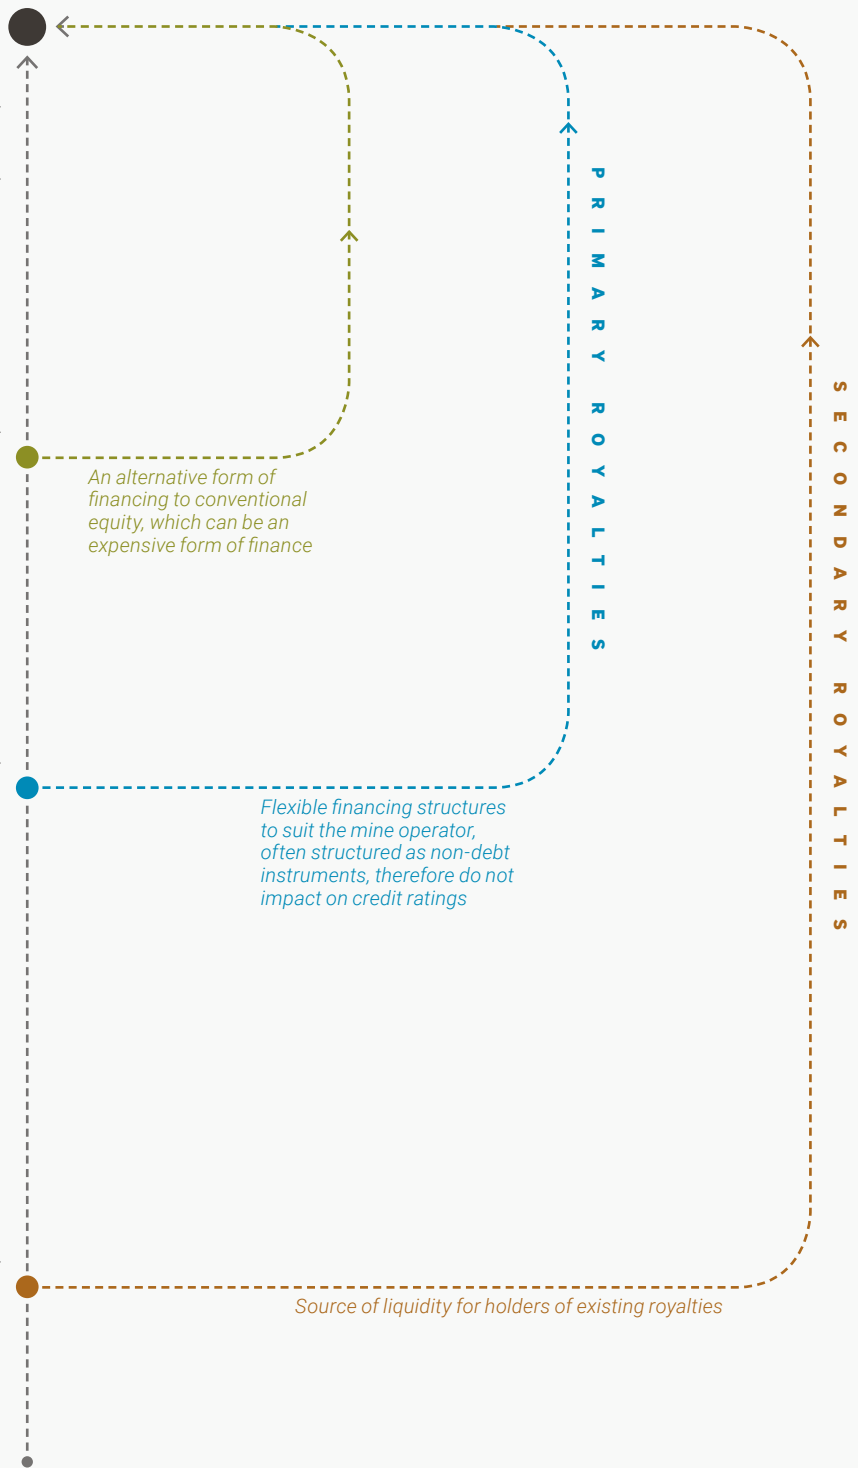 PRIMARY ROYALTIES
SECONDARY ROYALTIES
An alternative form of
financing to conventional
equity, which can be an
expensive form of finance
Flexible financing structures
to suit the mine operator,
often structured as non-debt
instruments, therefore do not
impact on credit ratings
Source of liquidity for holders of existing royalties